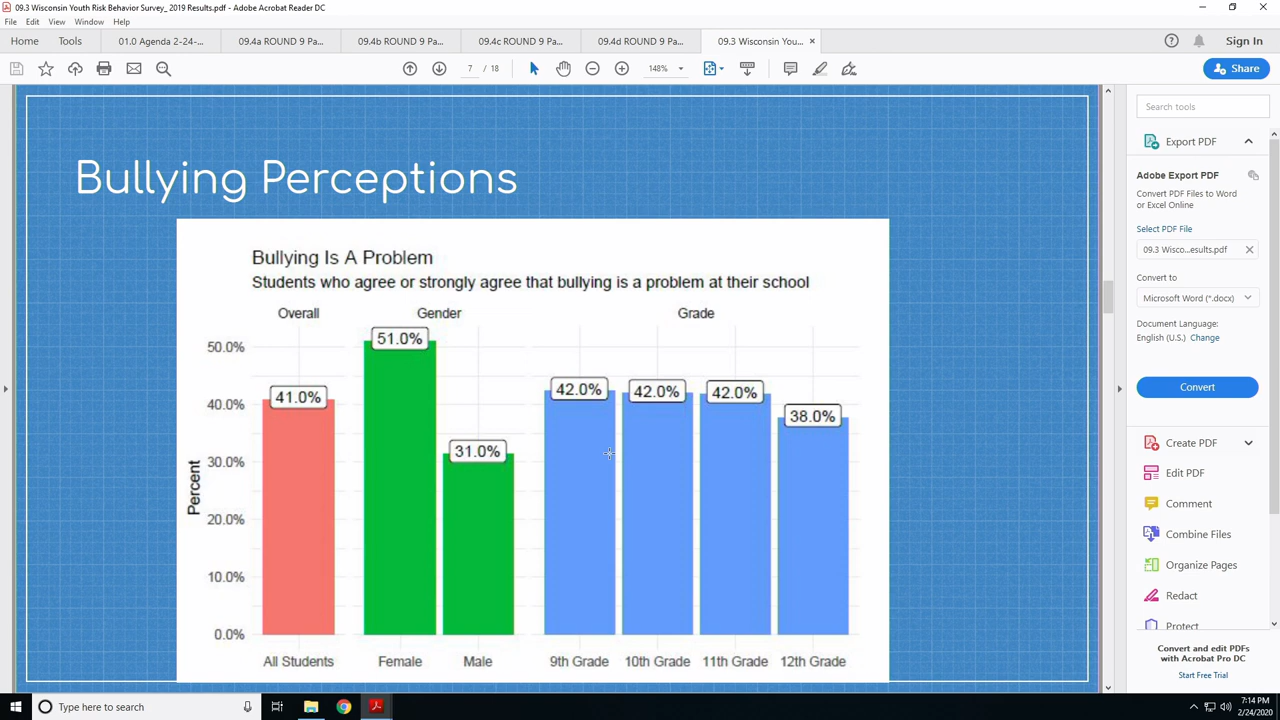 09.3 Wisconsin Youth Risk Behavior Survey_ 2019 Results.pdf - Adobe Acrobat Reader DC
File Edit View Window Help
Home Tools 01.0 Agenda 2-24-... 09.4a ROUND 9 Pa... 09.4b ROUND 9 Pa... 09.4c ROUND 9 Pa... 09.4d ROUND 9 Pa... 09.3 Wisconsin You... Sign In
7 / 18 148% Share
Bullying Perceptions
Bullying Is A Problem
Students who agree or strongly agree that bullying is a problem at their school
Overall Gender Grade
Percent
50.0%
40.0%
30.0%
20.0%
10.0%
0.0%
41.0%
51.0%
31.0%
42.0%
42.0%
42.0%
38.0%
All Students Female Male 9th Grade 10th Grade 11th Grade 12th Grade
Search tools
Export PDF
Adobe Export PDF
Convert PDF Files to Word
or Excel Online
Select PDF File
09.3 Wisco...esults.pdf
Convert to
Microsoft Word (*.docx)
Document Language:
English (U.S.) Change
Convert
Create PDF
Edit PDF
Comment
Combine Files
Organize Pages
Redact
Protect
Convert and edit PDFs
with Acrobat Pro DC
Start Free Trial
Type here to search
7:14 PM
2/24/2020